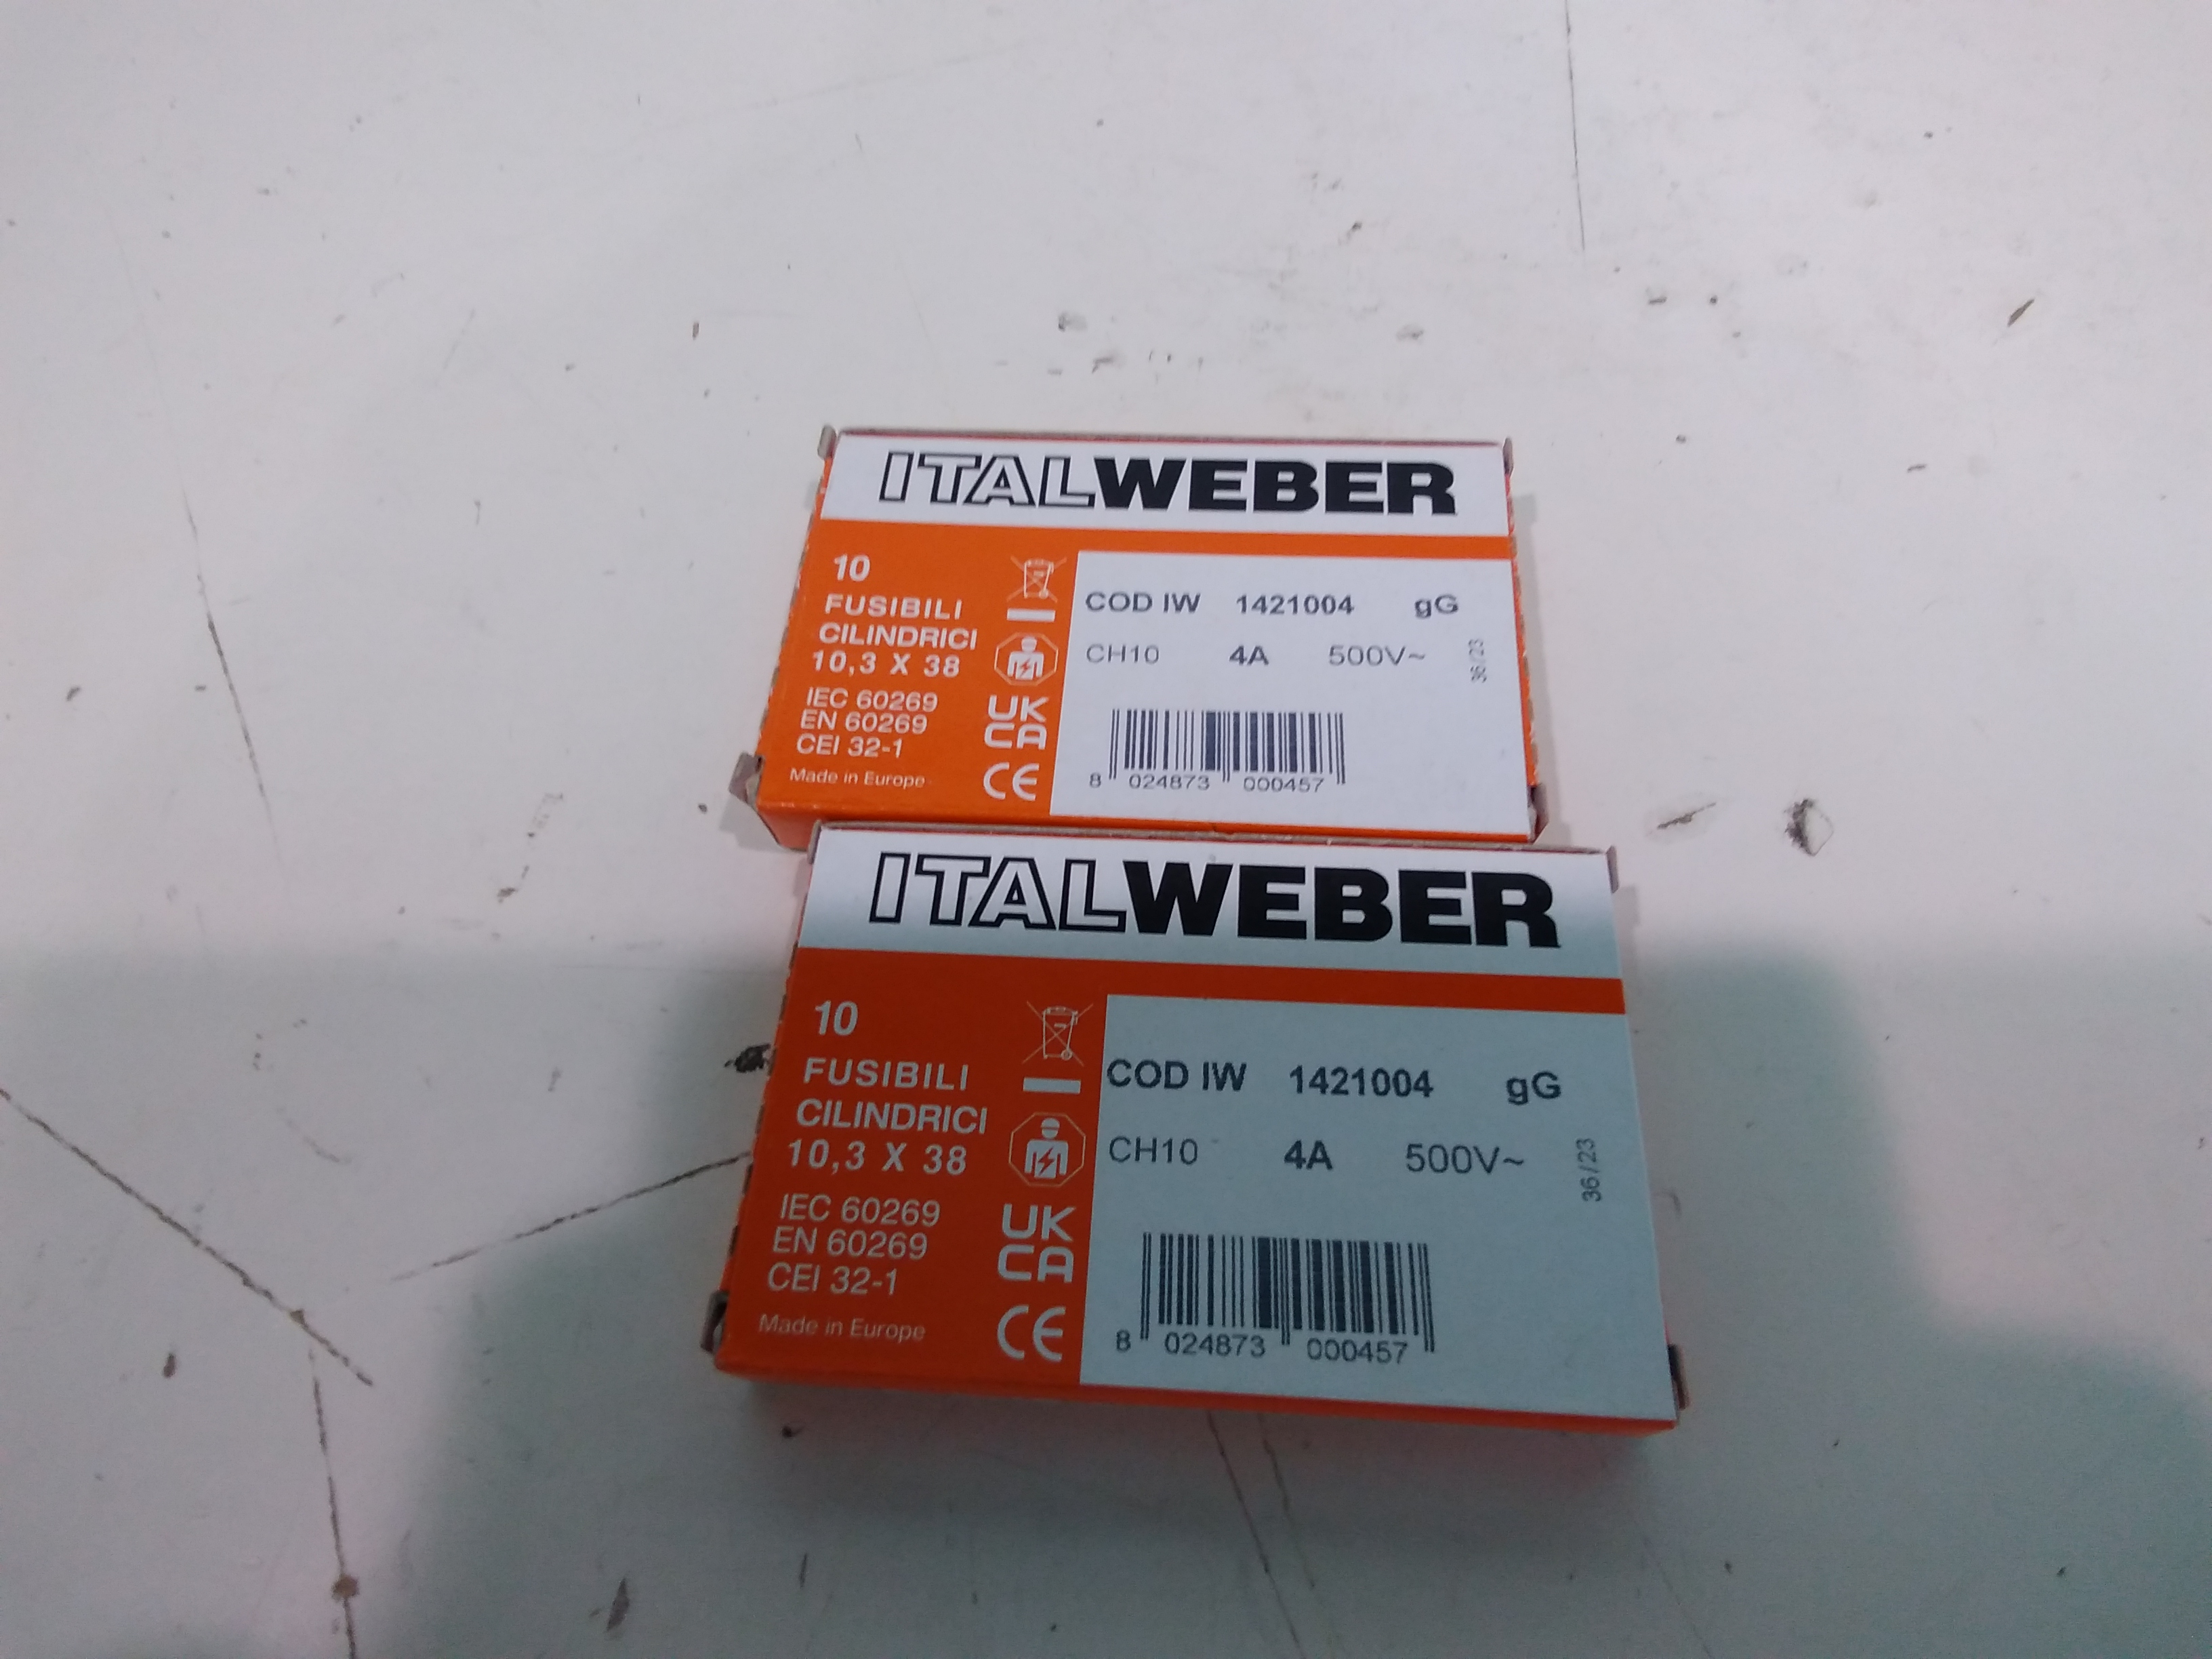 ITALWEBER
10
FUSIBILI
CILINDRICI
10,3 X 38
IEC 60269
EN 60269
CEI 32-1
Made in Europe
UK
CA
CE
COD IW 1421004 gG
CH10 4A 500V~
36/23
8 024873 000457
ITALWEBER
10
FUSIBILI
CILINDRICI
10,3 X 38
IEC 60269
EN 60269
CEI 32-1
Made in Europe
UK
CA
CE
COD IW 1421004 gG
CH10 4A 500V~
36/23
8 024873 000457